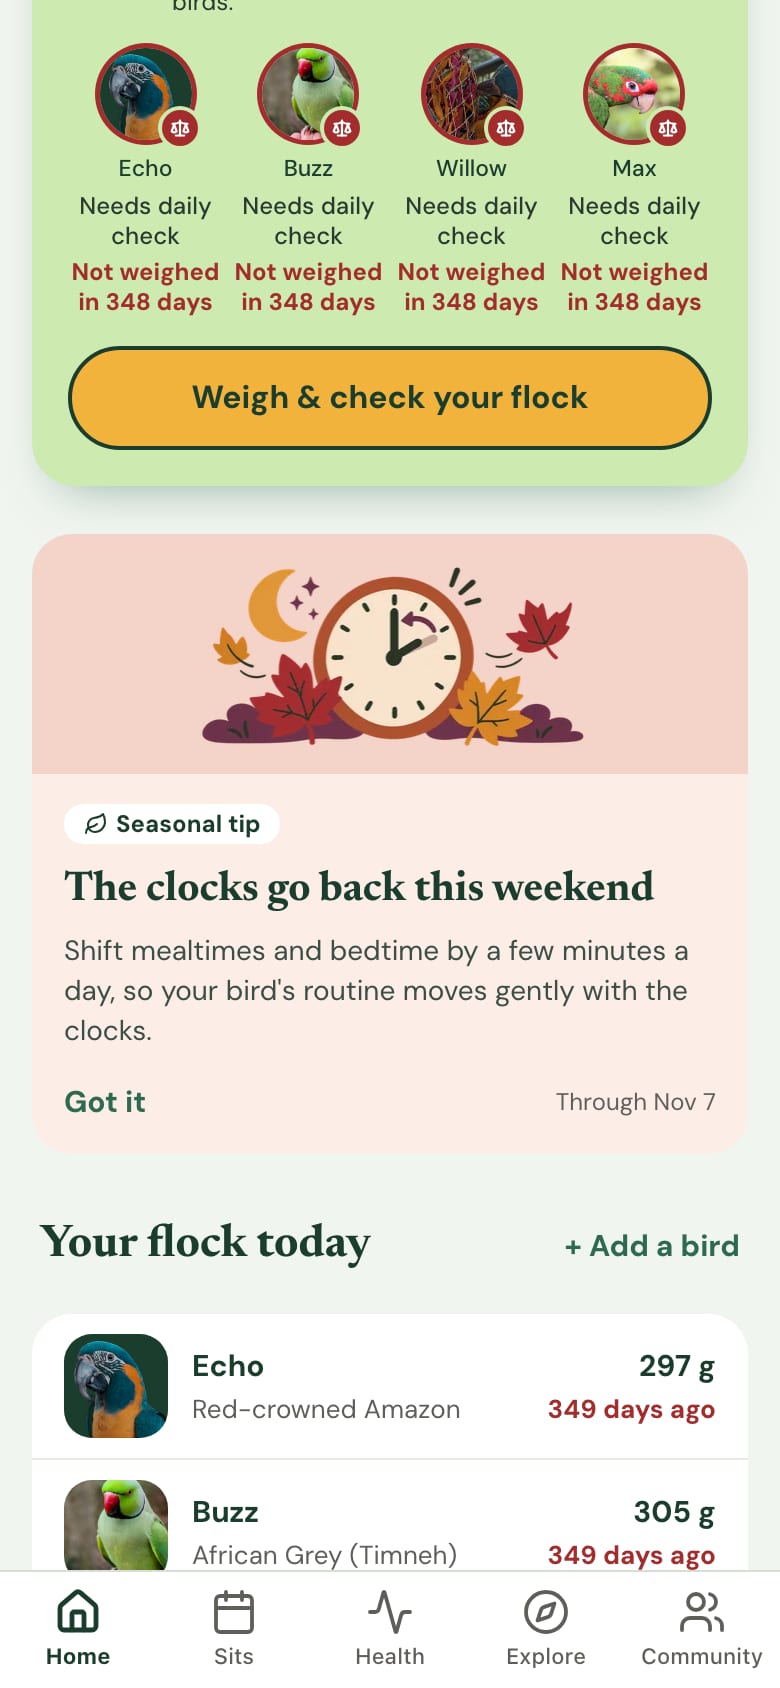 birds.
Echo
Needs daily
check
Not weighed
in 348 days
Buzz
Needs daily
check
Not weighed
in 348 days
Willow
Needs daily
check
Not weighed
in 348 days
Max
Needs daily
check
Not weighed
in 348 days
Weigh & check your flock
Seasonal tip
The clocks go back this weekend
Shift mealtimes and bedtime by a few minutes a
day, so your bird's routine moves gently with the
clocks.
Got it
Through Nov 7
Your flock today
+ Add a bird
Echo
297 g
Red-crowned Amazon
349 days ago
Buzz
305 g
African Grey (Timneh)
349 days ago
Home
Sits
Health
Explore
Community